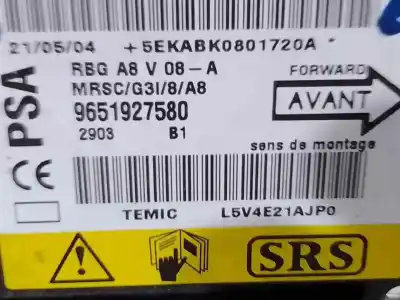 21/05/04 +5EKABK0801720A
PSA
RBG A8 V 08-A
MRSC/G3I/8/A8
9651927580
2903 B1
FORWARD
AVANT
sens de montage
TEMIC L5V4E21AJP0
SRS